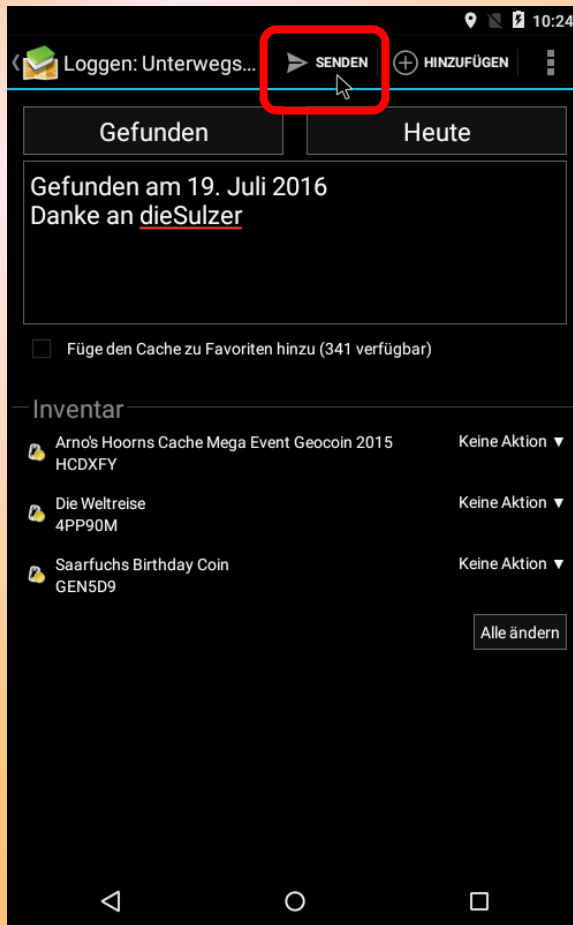 10:24
Loggen: Unterwegs... SENDEN HINZUFÜGEN
Gefunden Heute
Gefunden am 19. Juli 2016
Danke an dieSulzer
Füge den Cache zu Favoriten hinzu (341 verfügbar)
Inventar
Arno's Hoorns Cache Mega Event Geocoin 2015 Keine Aktion
HCDXFY
Die Weltreise Keine Aktion
4PP90M
Saarfuchs Birthday Coin Keine Aktion
GEN5D9
Alle ändern